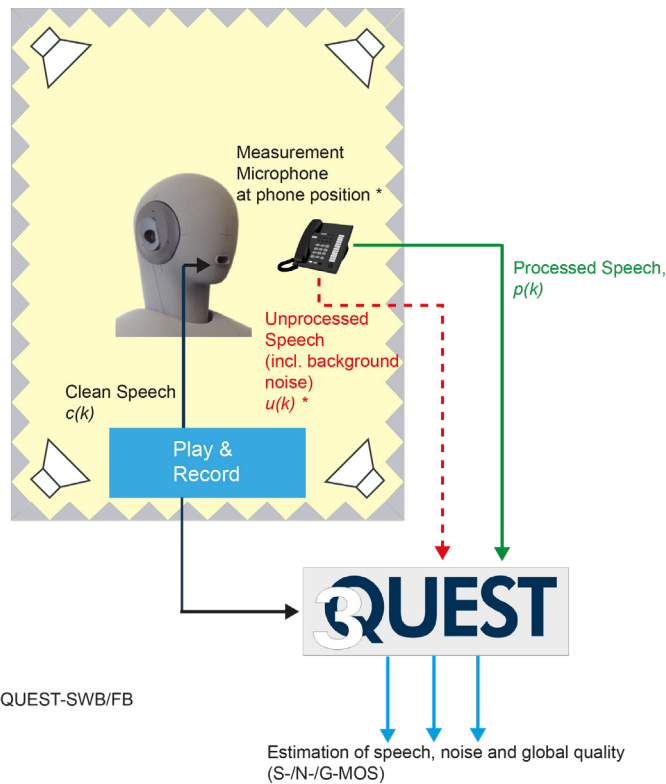 Measurement
Microphone
at phone position *
Processed Speech,
p(k)
Unprocessed
Speech
(incl. background
noise)
u(k) *
Clean Speech
c(k)
Play &
Record
3QUEST
QUEST-SWB/FB
Estimation of speech, noise and global quality
(S-/N-/G-MOS)